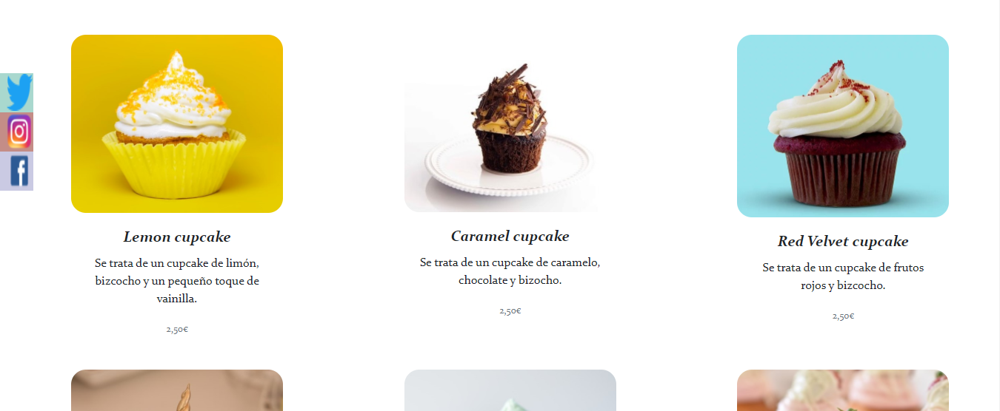 Lemon cupcake
Se trata de un cupcake de limón,
bizcocho y un pequeño toque de
vainilla.
2,50€
Caramel cupcake
Se trata de un cupcake de caramelo,
chocolate y bizocho.
2,50€
Red Velvet cupcake
Se trata de un cupcake de frutos
rojos y bizcocho.
2,50€